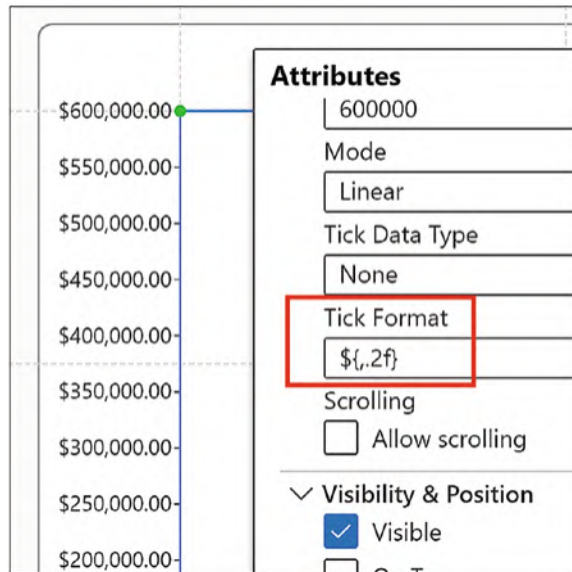 Attributes
$600,000.00
600000
Mode
$550,000.00
Linear
$500,000.00
Tick Data Type
$450,000.00
None
Tick Format
$400,000.00
${,.2f}
$350,000.00
Scrolling
Allow scrolling
$300,000.00
Visibility & Position
$250,000.00
Visible
$200,000.00